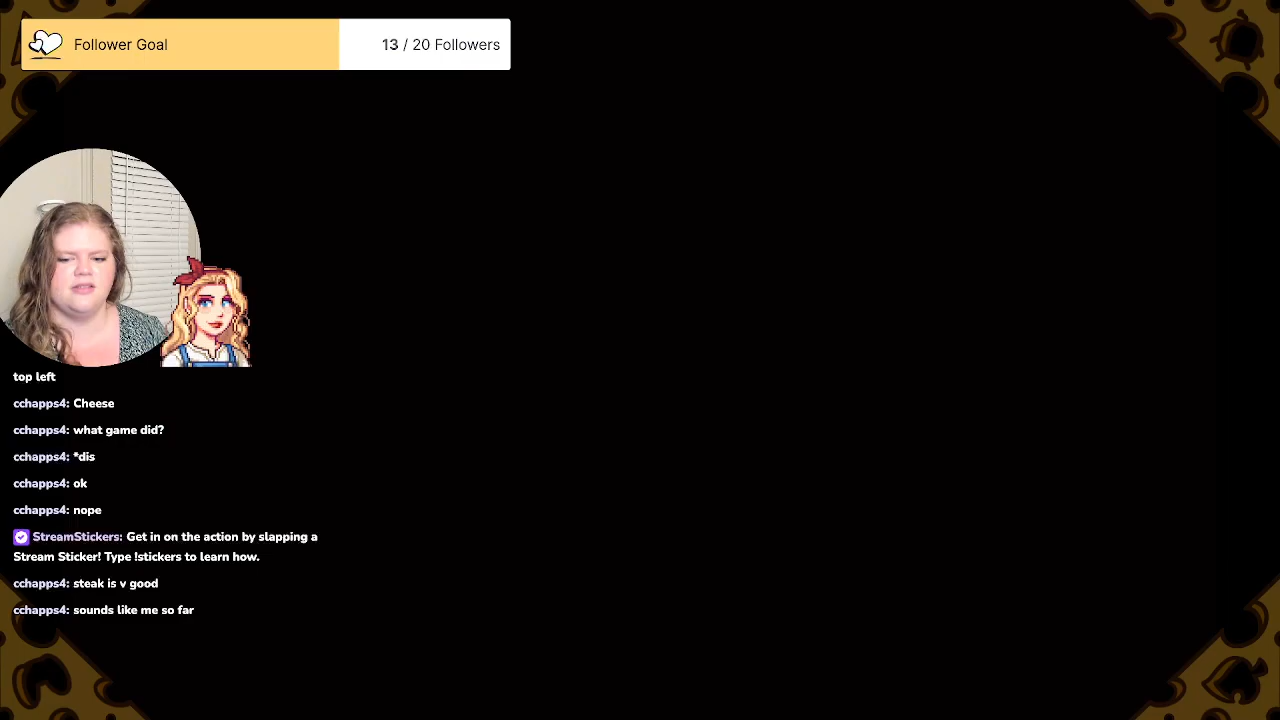 Follower Goal
13 / 20 Followers
top left
cchapps4: Cheese
cchapps4: what game did?
cchapps4: *dis
cchapps4: ok
cchapps4: nope
StreamStickers: Get in on the action by slapping a
Stream Sticker! Type !stickers to learn how.
cchapps4: steak is v good
cchapps4: sounds like me so far